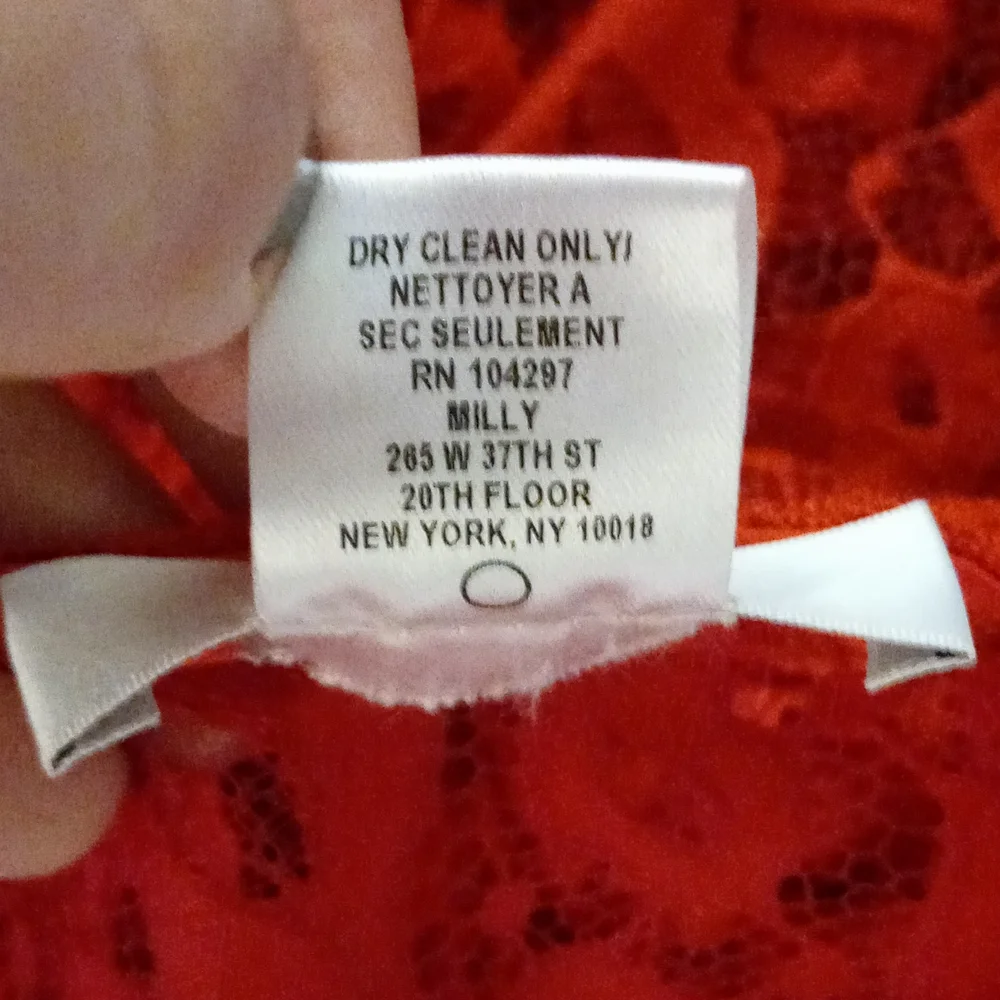 DRY CLEAN ONLY/
NETTOYER A
SEC SEULEMENT
RN 104297
MILLY
265 W 37TH ST
20TH FLOOR
NEW YORK, NY 10018